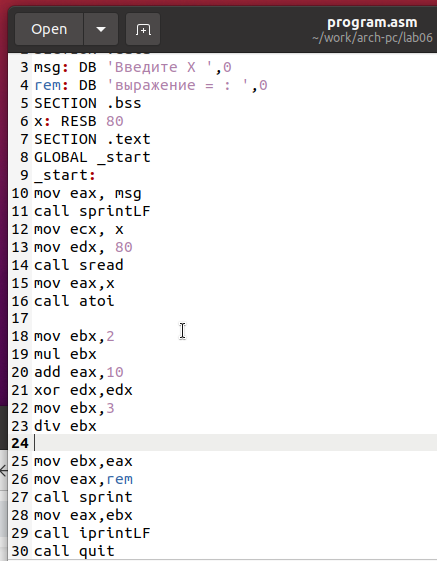 Open
program.asm
~/work/arch-pc/lab06
3 msg: DB 'Введите X ',0
4 rem: DB 'выражение = : ',0
5 SECTION .bss
6 x: RESB 80
7 SECTION .text
8 GLOBAL _start
9 _start:
10 mov eax, msg
11 call sprintLF
12 mov ecx, x
13 mov edx, 80
14 call sread
15 mov eax,x
16 call atoi
17
18 mov ebx,2
19 mul ebx
20 add eax,10
21 xor edx,edx
22 mov ebx,3
23 div ebx
24
25 mov ebx,eax
26 mov eax,rem
27 call sprint
28 mov eax,ebx
29 call iprintLF
30 call quit